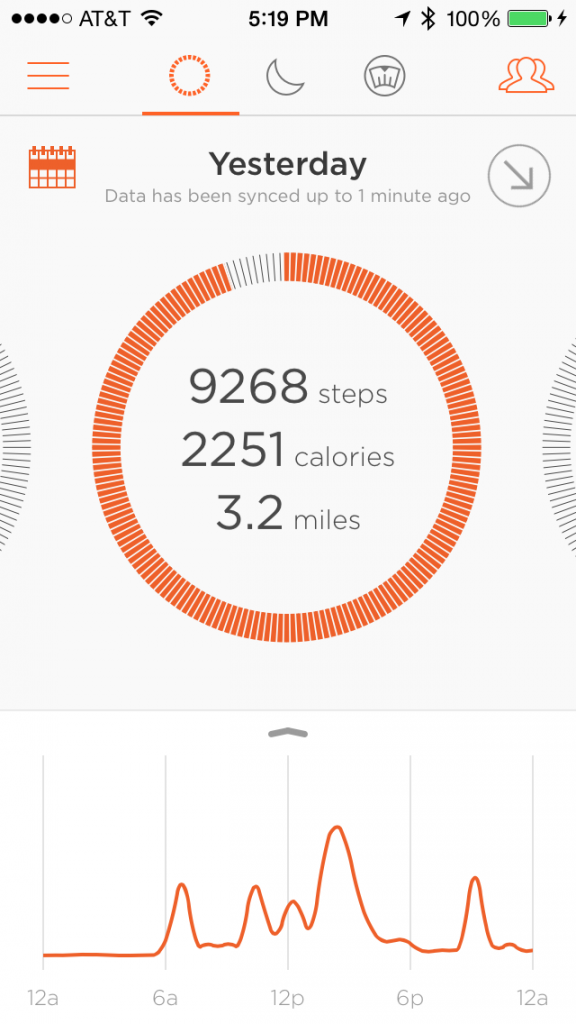 AT&T 5:19 PM 100%
Yesterday
Data has been synced up to 1 minute ago
9268 steps
2251 calories
3.2 miles
12a 6a 12p 6p 12a